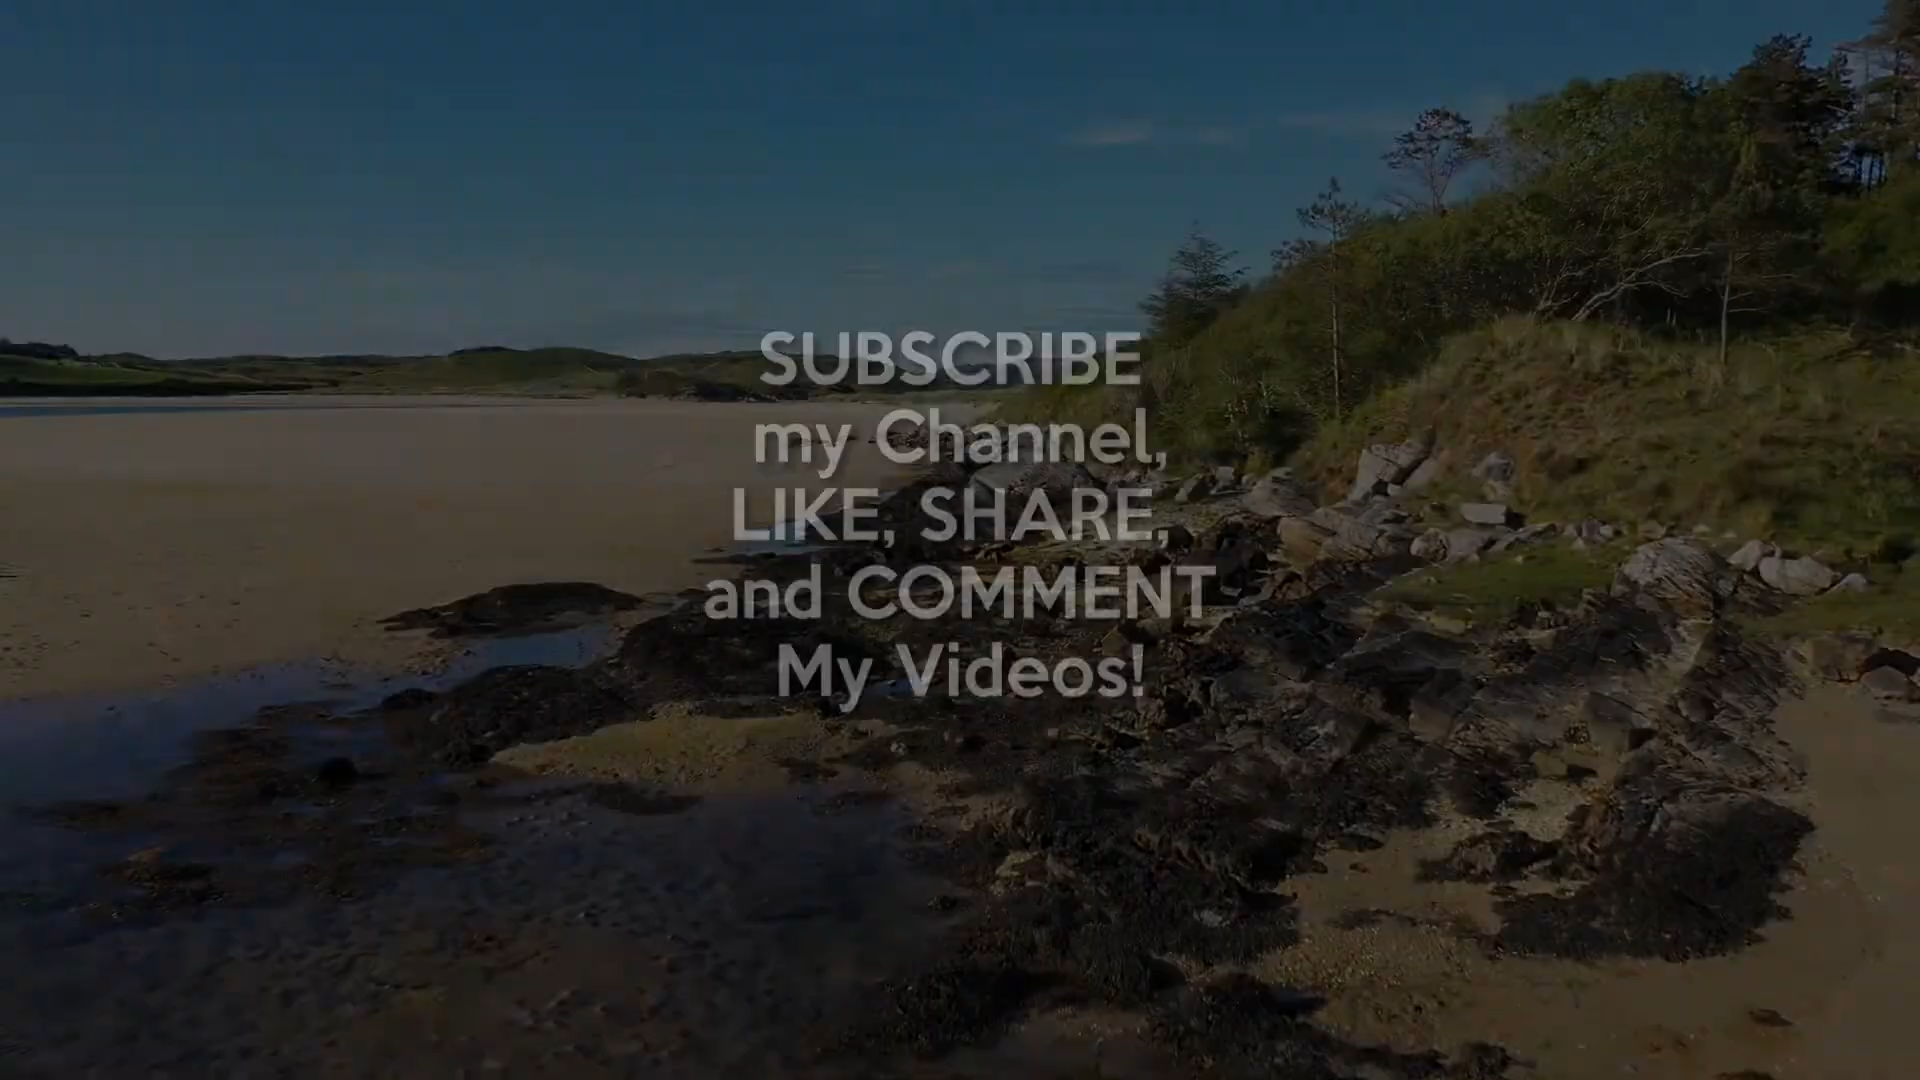 SUBSCRIBE
my Channel,
LIKE, SHARE,
and COMMENT
My Videos!